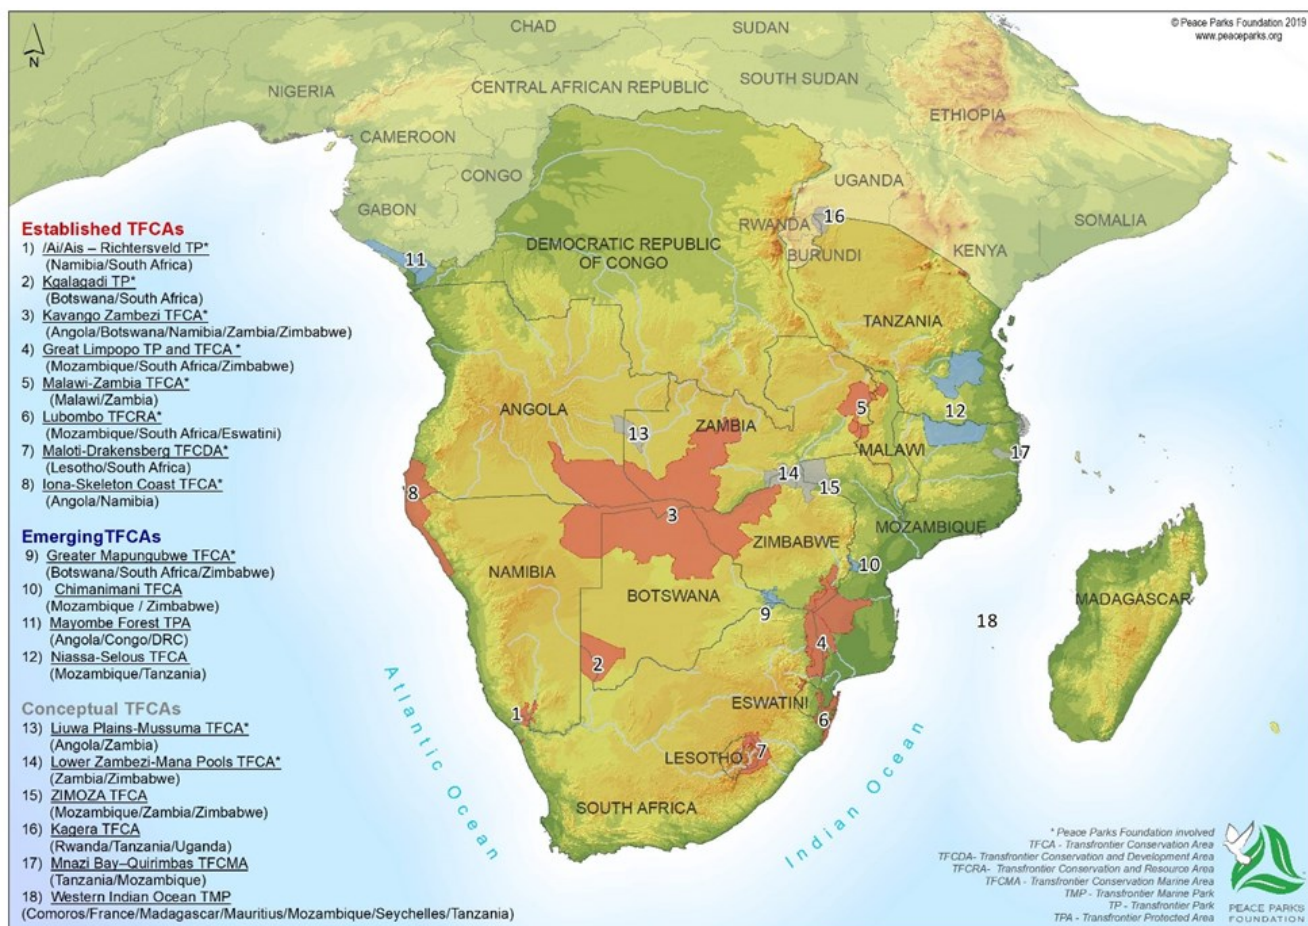 © Peace Parks Foundation 2019
www.peaceparks.org
N
CHAD
SUDAN
NIGERIA
CENTRAL AFRICAN REPUBLIC
SOUTH SUDAN
ETHIOPIA
CAMEROON
CONGO
UGANDA
GABON
RWANDA
16
SOMALIA
KENYA
BURUNDI
DEMOCRATIC REPUBLIC
OF CONGO
11
TANZANIA
12
ANGOLA
13
ZAMBIA
5
MALAWI
17
14
15
8
3
MOZAMBIQUE
ZIMBABWE
10
NAMIBIA
BOTSWANA
9
MADAGASCAR
18
4
2
1
ESWATINI
6
LESOTHO
7
SOUTH AFRICA
Atlantic Ocean
Indian Ocean
Established TFCAs
1) /Ai/Ais – Richtersveld TP*
(Namibia/South Africa)
2) Kgalagadi TP*
(Botswana/South Africa)
3) Kavango Zambezi TFCA*
(Angola/Botswana/Namibia/Zambia/Zimbabwe)
4) Great Limpopo TP and TFCA *
(Mozambique/South Africa/Zimbabwe)
5) Malawi-Zambia TFCA*
(Malawi/Zambia)
6) Lubombo TFCRA*
(Mozambique/South Africa/Eswatini)
7) Maloti-Drakensberg TFCDA*
(Lesotho/South Africa)
8) Iona-Skeleton Coast TFCA*
(Angola/Namibia)
Emerging TFCAs
9) Greater Mapungubwe TFCA*
(Botswana/South Africa/Zimbabwe)
10) Chimanimani TFCA
(Mozambique / Zimbabwe)
11) Mayombe Forest TPA
(Angola/Congo/DRC)
12) Niassa-Selous TFCA
(Mozambique/Tanzania)
Conceptual TFCAs
13) Liuwa Plains-Mussuma TFCA*
(Angola/Zambia)
14) Lower Zambezi-Mana Pools TFCA*
(Zambia/Zimbabwe)
15) ZIMOZA TFCA
(Mozambique/Zambia/Zimbabwe)
16) Kagera TFCA
(Rwanda/Tanzania/Uganda)
17) Mnazi Bay–Quirimbas TFCMA
(Tanzania/Mozambique)
18) Western Indian Ocean TMP
(Comoros/France/Madagascar/Mauritius/Mozambique/Seychelles/Tanzania)
* Peace Parks Foundation involved
TFCA - Transfrontier Conservation Area
TFCDA- Transfrontier Conservation and Development Area
TFCRA- Transfrontier Conservation and Resource Area
TFCMA - Transfrontier Conservation Marine Area
TMP - Transfrontier Marine Park
TP - Transfrontier Park
TPA - Transfrontier Protected Area
PEACE PARKS
FOUNDATION